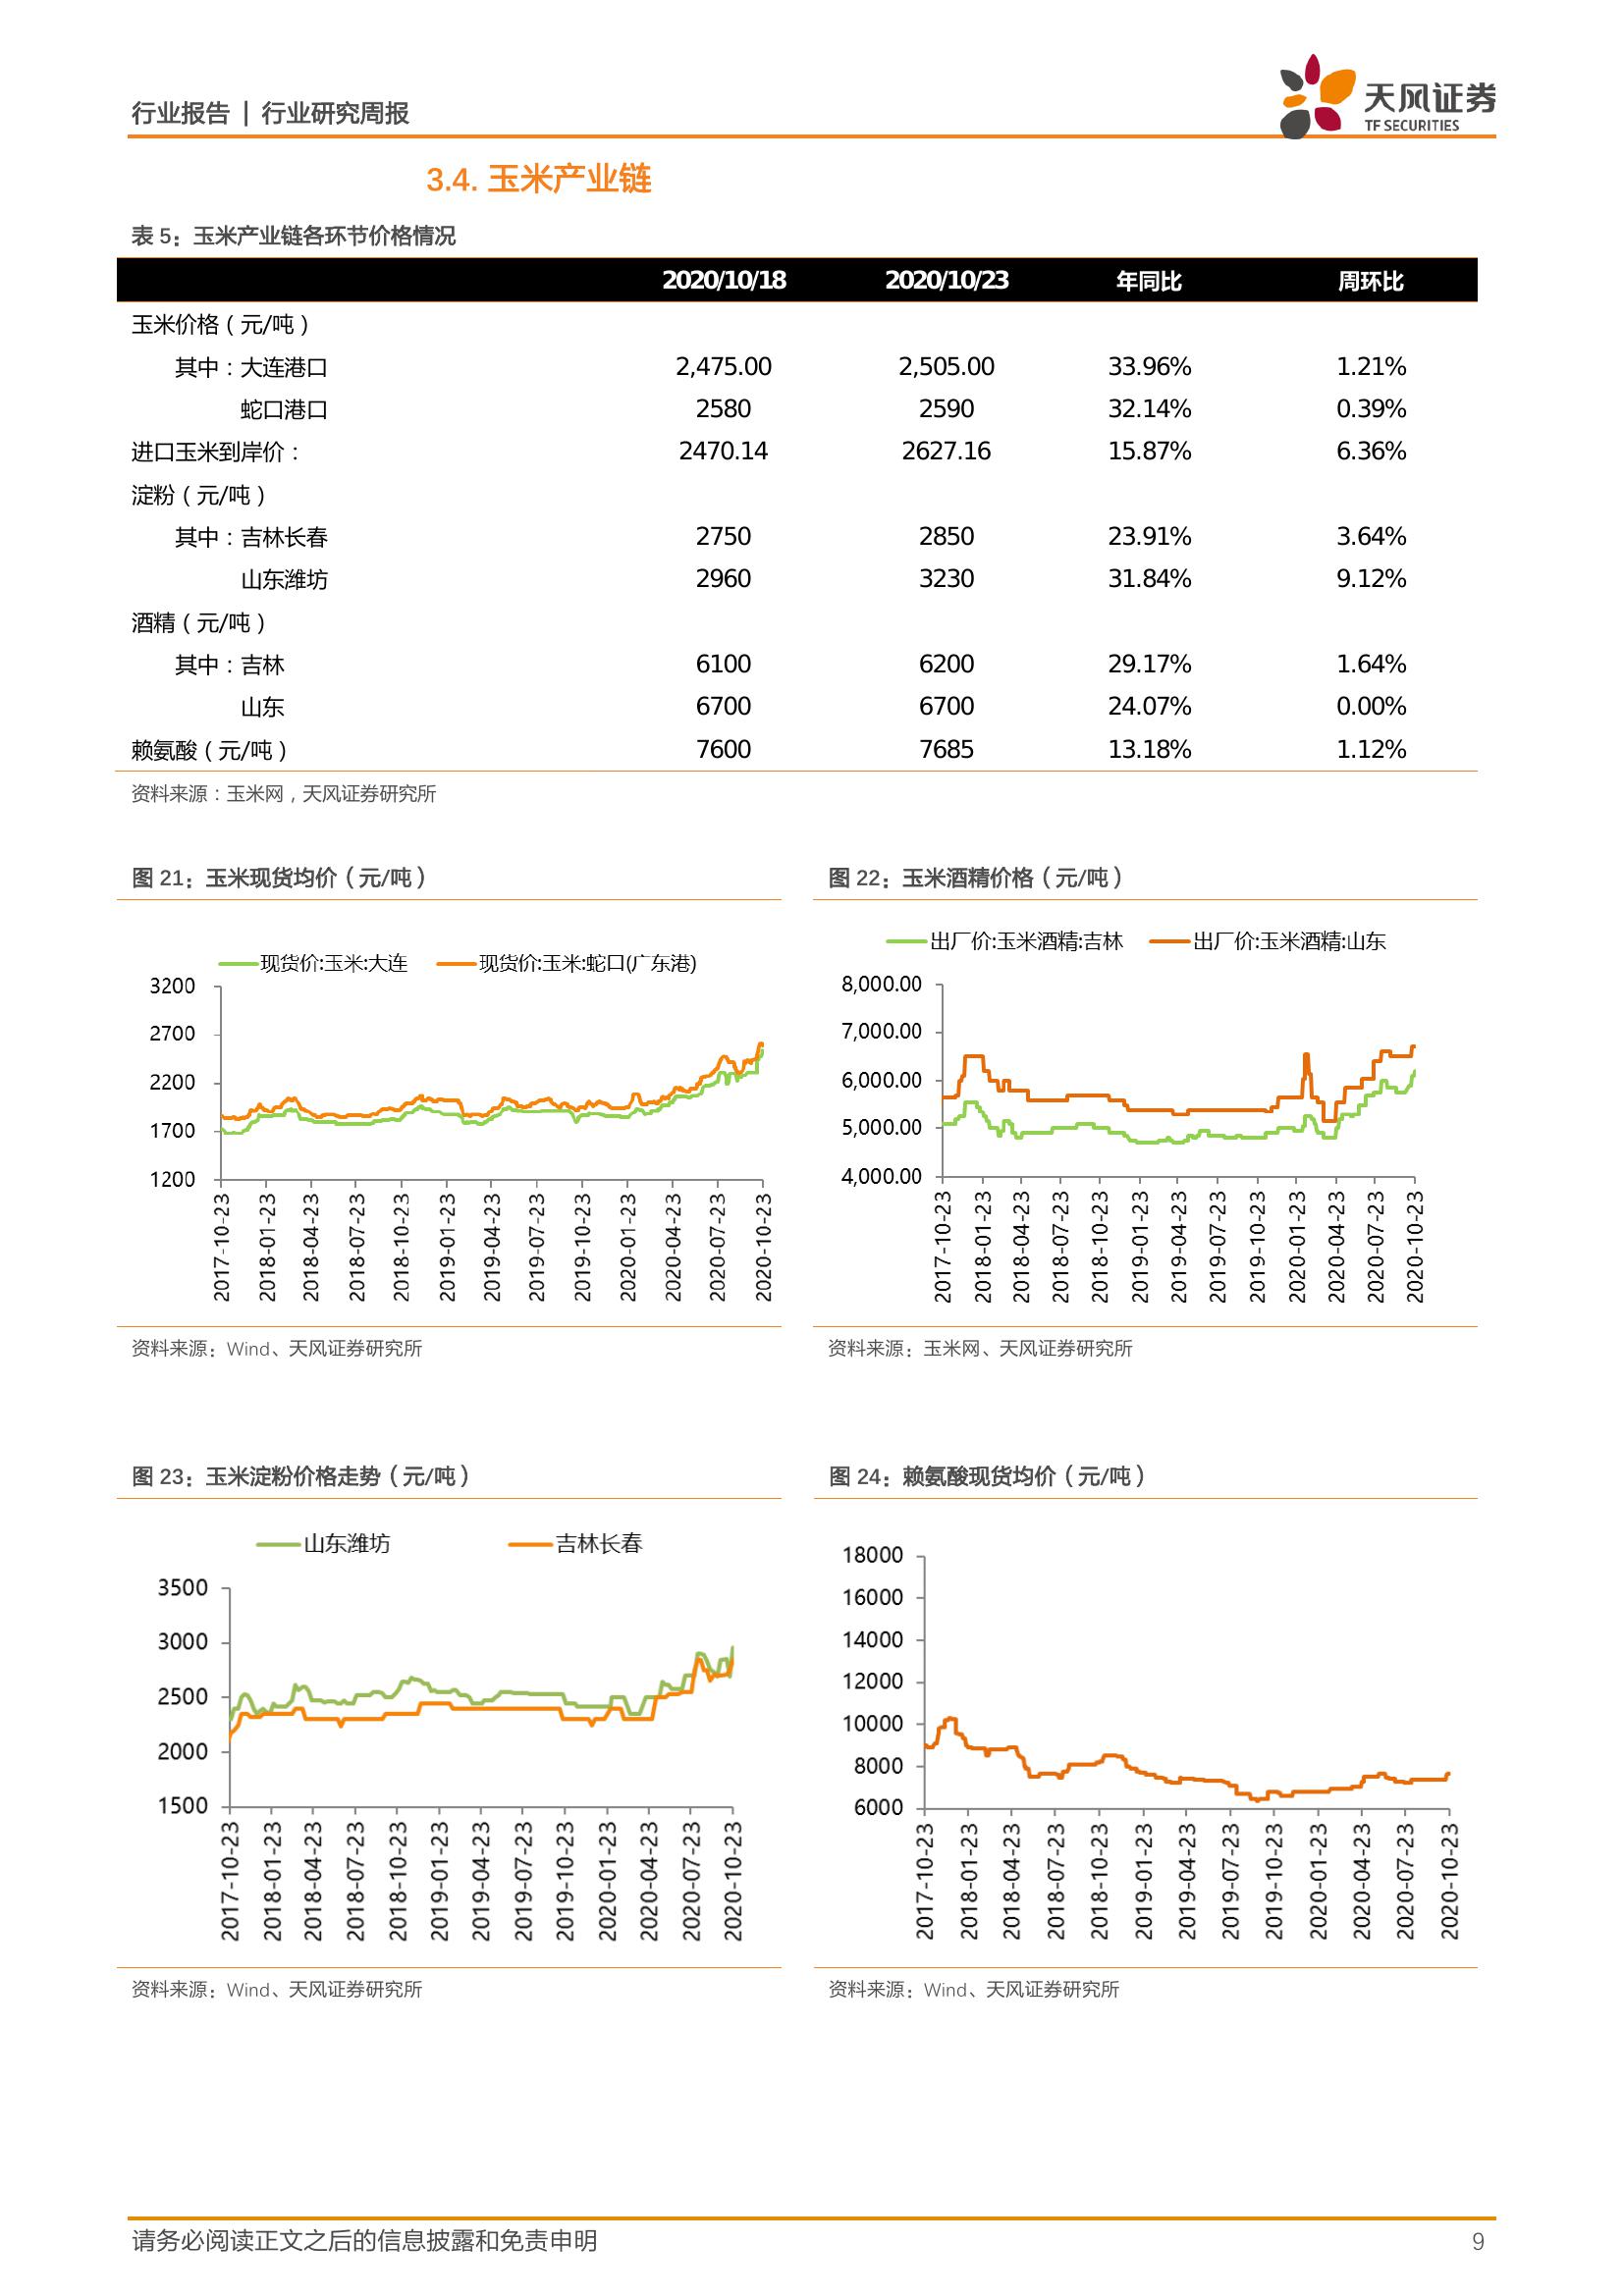 行业报告 | 行业研究周报
天风证券
TF SECURITIES
3.4. 玉米产业链
表 5：玉米产业链各环节价格情况
2020/10/18 2020/10/23 年同比 周环比
玉米价格（元/吨）
其中：大连港口 2,475.00 2,505.00 33.96% 1.21%
蛇口港口 2580 2590 32.14% 0.39%
进口玉米到岸价： 2470.14 2627.16 15.87% 6.36%
淀粉（元/吨）
其中：吉林长春 2750 2850 23.91% 3.64%
山东潍坊 2960 3230 31.84% 9.12%
酒精（元/吨）
其中：吉林 6100 6200 29.17% 1.64%
山东 6700 6700 24.07% 0.00%
赖氨酸（元/吨） 7600 7685 13.18% 1.12%
资料来源：玉米网，天风证券研究所
图 21：玉米现货均价（元/吨）
现货价:玉米:大连 现货价:玉米:蛇口(广东港)
3200
2700
2200
1700
1200
2017-10-23
2018-01-23
2018-04-23
2018-07-23
2018-10-23
2019-01-23
2019-04-23
2019-07-23
2019-10-23
2020-01-23
2020-04-23
2020-07-23
2020-10-23
资料来源：Wind、天风证券研究所
图 22：玉米酒精价格（元/吨）
出厂价:玉米酒精:吉林 出厂价:玉米酒精:山东
8,000.00
7,000.00
6,000.00
5,000.00
4,000.00
2017-10-23
2018-01-23
2018-04-23
2018-07-23
2018-10-23
2019-01-23
2019-04-23
2019-07-23
2019-10-23
2020-01-23
2020-04-23
2020-07-23
2020-10-23
资料来源：玉米网、天风证券研究所
图 23：玉米淀粉价格走势（元/吨）
山东潍坊 吉林长春
3500
3000
2500
2000
1500
2017-10-23
2018-01-23
2018-04-23
2018-07-23
2018-10-23
2019-01-23
2019-04-23
2019-07-23
2019-10-23
2020-01-23
2020-04-23
2020-07-23
2020-10-23
资料来源：Wind、天风证券研究所
图 24：赖氨酸现货均价（元/吨）
18000
16000
14000
12000
10000
8000
6000
2017-10-23
2018-01-23
2018-04-23
2018-07-23
2018-10-23
2019-01-23
2019-04-23
2019-07-23
2019-10-23
2020-01-23
2020-04-23
2020-07-23
2020-10-23
资料来源：Wind、天风证券研究所
请务必阅读正文之后的信息披露和免责申明 9